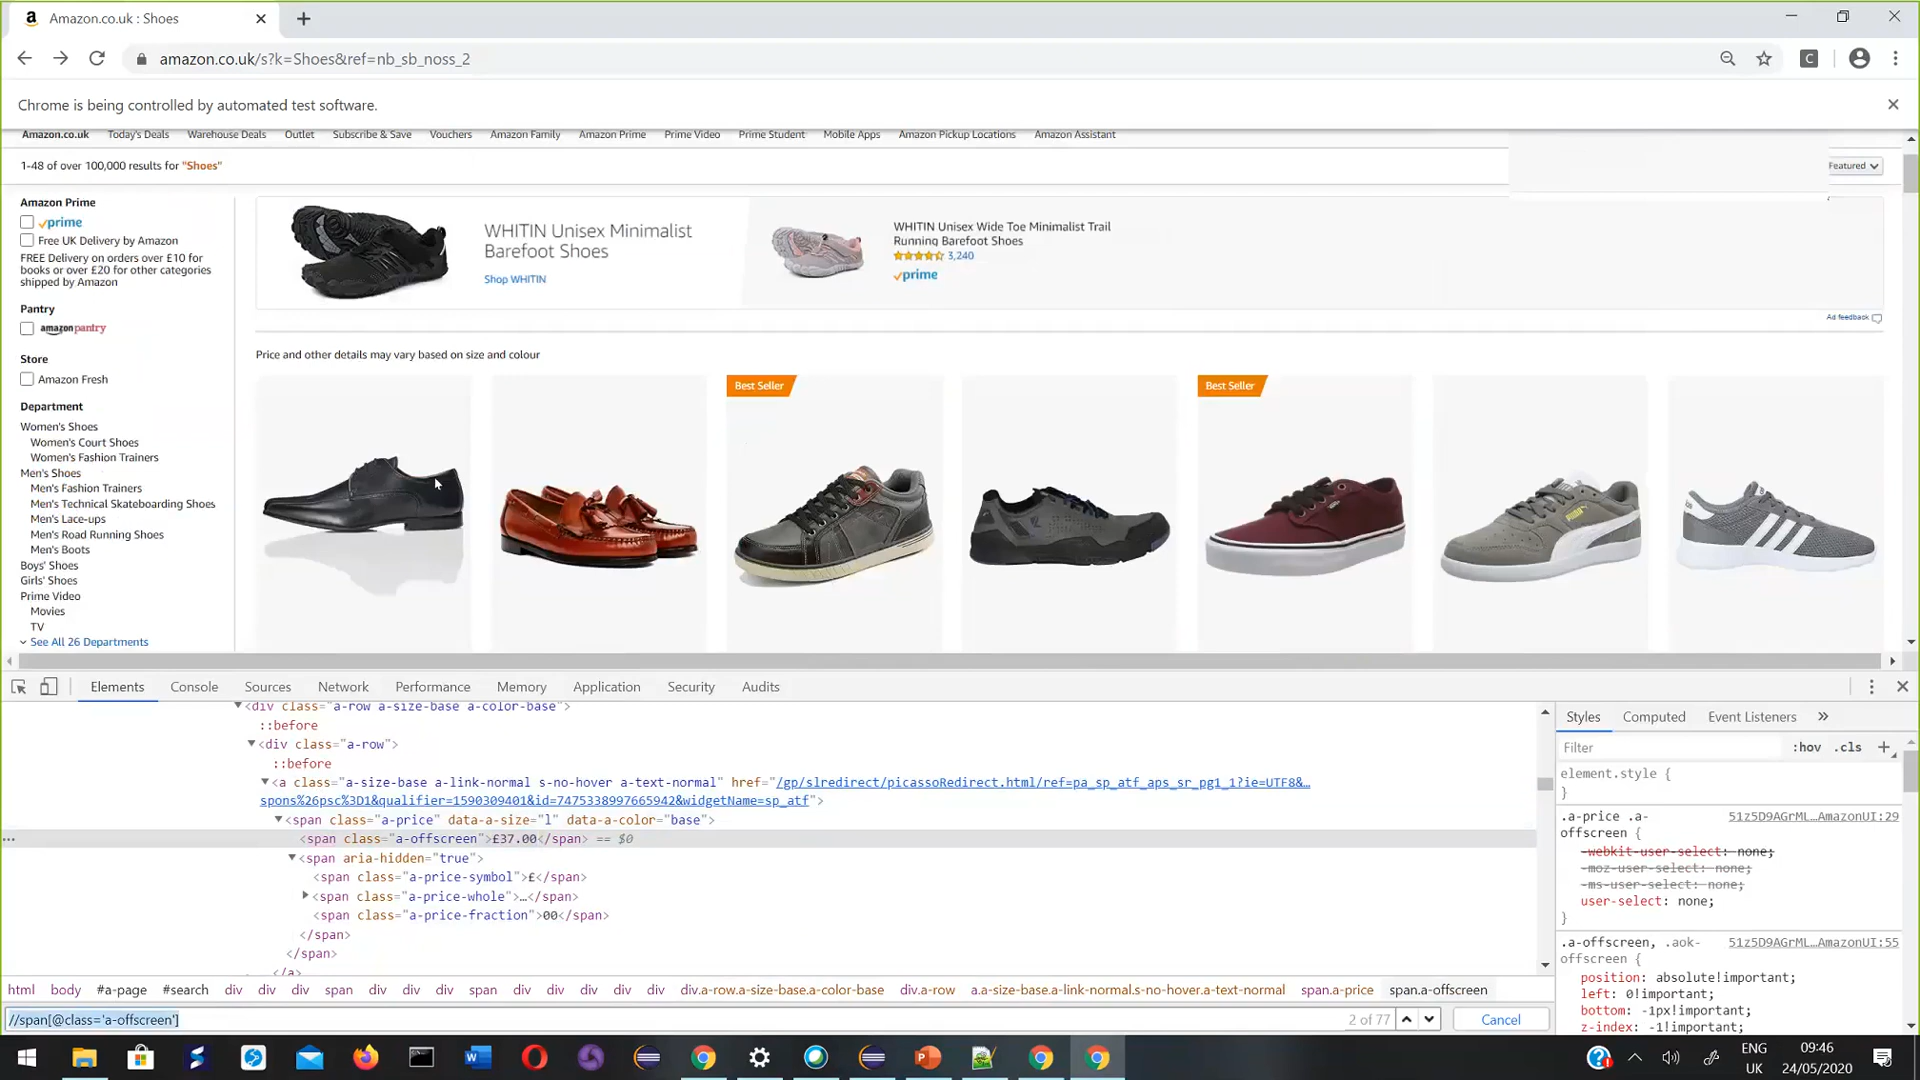 Amazon.co.uk : Shoes
amazon.co.uk/s?k=Shoes&ref=nb_sb_noss_2
Chrome is being controlled by automated test software.
Amazon.co.uk Today's Deals Warehouse Deals Outlet Subscribe & Save Vouchers Amazon Family Amazon Prime Prime Video Prime Student Mobile Apps Amazon Pickup Locations Amazon Assistant
1-48 of over 100,000 results for "Shoes"
Featured
Amazon Prime
prime
Free UK Delivery by Amazon
FREE Delivery on orders over £10 for
books or over £20 for other categories
shipped by Amazon
Pantry
amazonpantry
Store
Amazon Fresh
Department
Women's Shoes
Women's Court Shoes
Women's Fashion Trainers
Men's Shoes
Men's Fashion Trainers
Men's Technical Skateboarding Shoes
Men's Lace-ups
Men's Road Running Shoes
Men's Boots
Boys' Shoes
Girls' Shoes
Prime Video
Movies
TV
See All 26 Departments
WHITIN Unisex Minimalist
Barefoot Shoes
Shop WHITIN
WHITIN Unisex Wide Toe Minimalist Trail
Running Barefoot Shoes
3,240
prime
Ad feedback
Price and other details may vary based on size and colour
Best Seller
Best Seller
Elements Console Sources Network Performance Memory Application Security Audits
<div class="a-row a-size-base a-color-base">
::before
<div class="a-row">
::before
<a class="a-size-base a-link-normal s-no-hover a-text-normal" href="/gp/slredirect/picassoRedirect.html/ref=pa_sp_atf_aps_sr_pg1_1?ie=UTF8&…
spons%26psc%3D1&qualifier=1590309401&id=7475338997665942&widgetName=sp_atf">
<span class="a-price" data-a-size="l" data-a-color="base">
<span class="a-offscreen">£37.00</span> == $0
<span aria-hidden="true">
<span class="a-price-symbol">£</span>
<span class="a-price-whole">…</span>
<span class="a-price-fraction">00</span>
</span>
</span>
</a>
html body #a-page #search div div div span div div div span div div div div div div.a-row.a-size-base.a-color-base div.a-row a.a-size-base.a-link-normal.s-no-hover.a-text-normal span.a-price span.a-offscreen
//span[@class='a-offscreen']
2 of 77
Cancel
Styles Computed Event Listeners »
Filter
:hov .cls +
element.style {
}
.a-price .a- 51z5D9AGrML…AmazonUI:29
offscreen {
-webkit-user-select: none;
-moz-user-select: none;
-ms-user-select: none;
user-select: none;
}
.a-offscreen, .aok- 51z5D9AGrML…AmazonUI:55
offscreen {
position: absolute!important;
left: 0!important;
bottom: -1px!important;
z-index: -1!important;
ENG
UK
09:46
24/05/2020